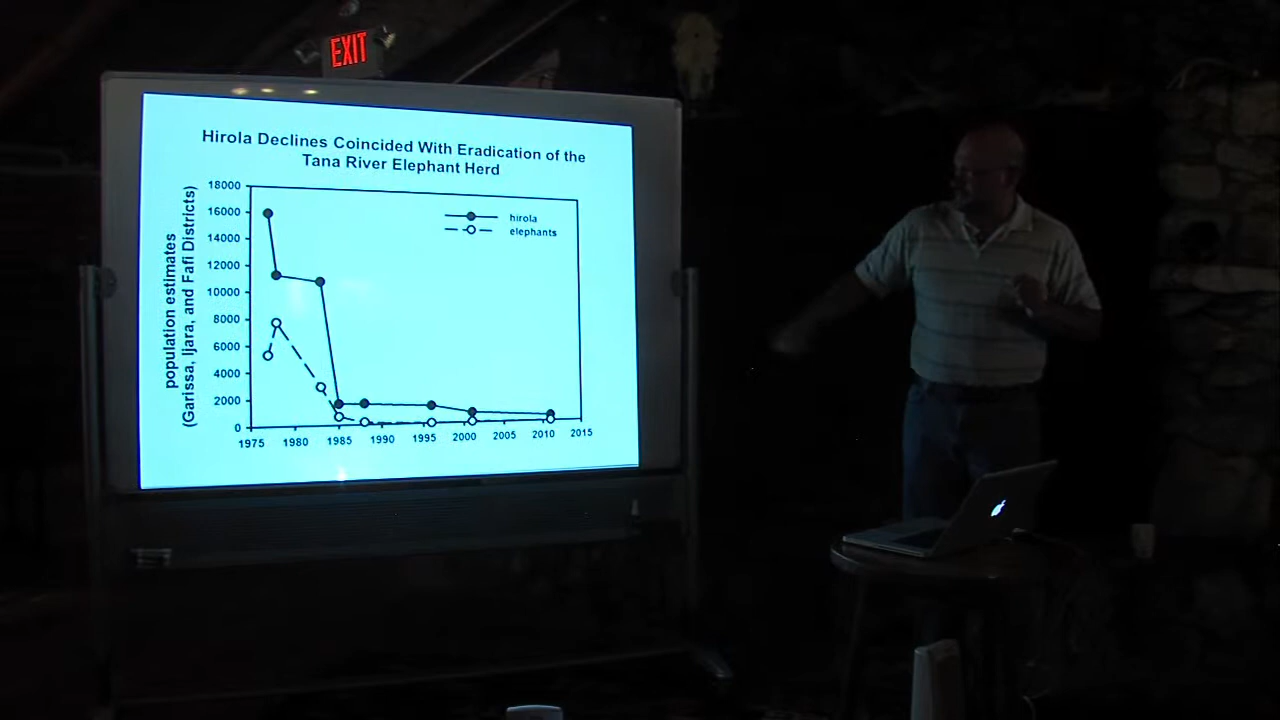 EXIT
Hirola Declines Coincided With Eradication of the
Tana River Elephant Herd
population estimates
(Garissa, Ijara, and Fafi Districts)
18000
16000
14000
12000
10000
8000
6000
4000
2000
0
1975 1980 1985 1990 1995 2000 2005 2010 2015
hirola
elephants